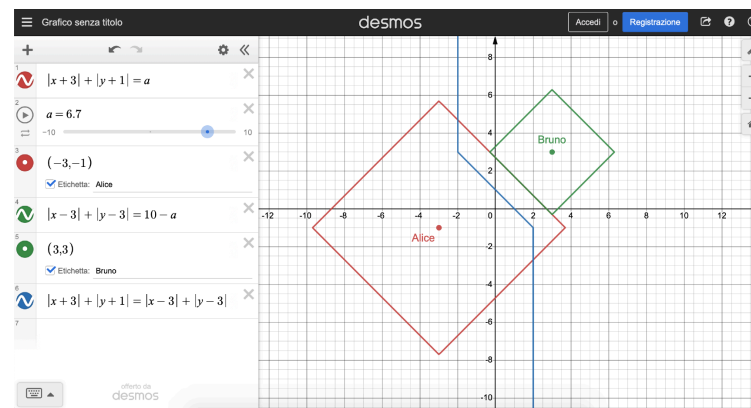 Grafico senza titolo
desmos
Accedi
o
Registrazione
1
|x+3|+|y+1|=a
2
a=6.7
-10
10
3
(-3,-1)
Etichetta: Alice
4
|x-3|+|y-3|=10-a
5
(3,3)
Etichetta: Bruno
6
|x+3|+|y+1|=|x-3|+|y-3|
7
offerto da
desmos
8
6
4
2
-12 -10 -8 -6 -4 -2 0 2 4 6 8 10 12
-2
-4
-6
-8
-10
Bruno
Alice